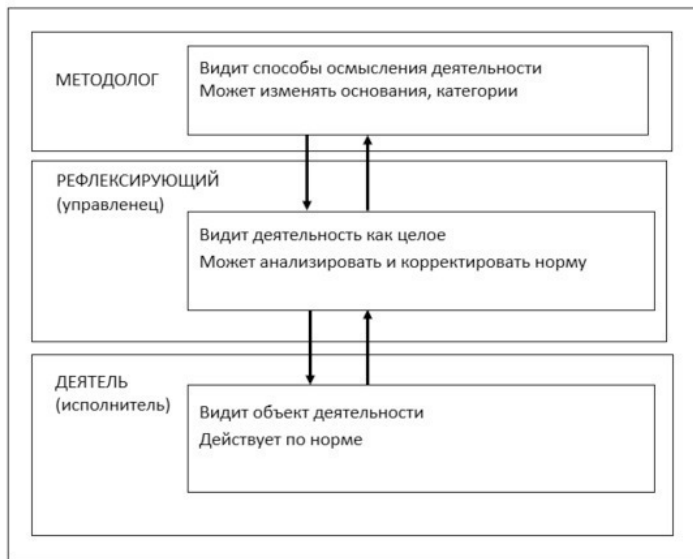 МЕТОДОЛОГ
Видит способы осмысления деятельности
Может изменять основания, категории
РЕФЛЕКСИРУЮЩИЙ
(управленец)
Видит деятельность как целое
Может анализировать и корректировать норму
ДЕЯТЕЛЬ
(исполнитель)
Видит объект деятельности
Действует по норме